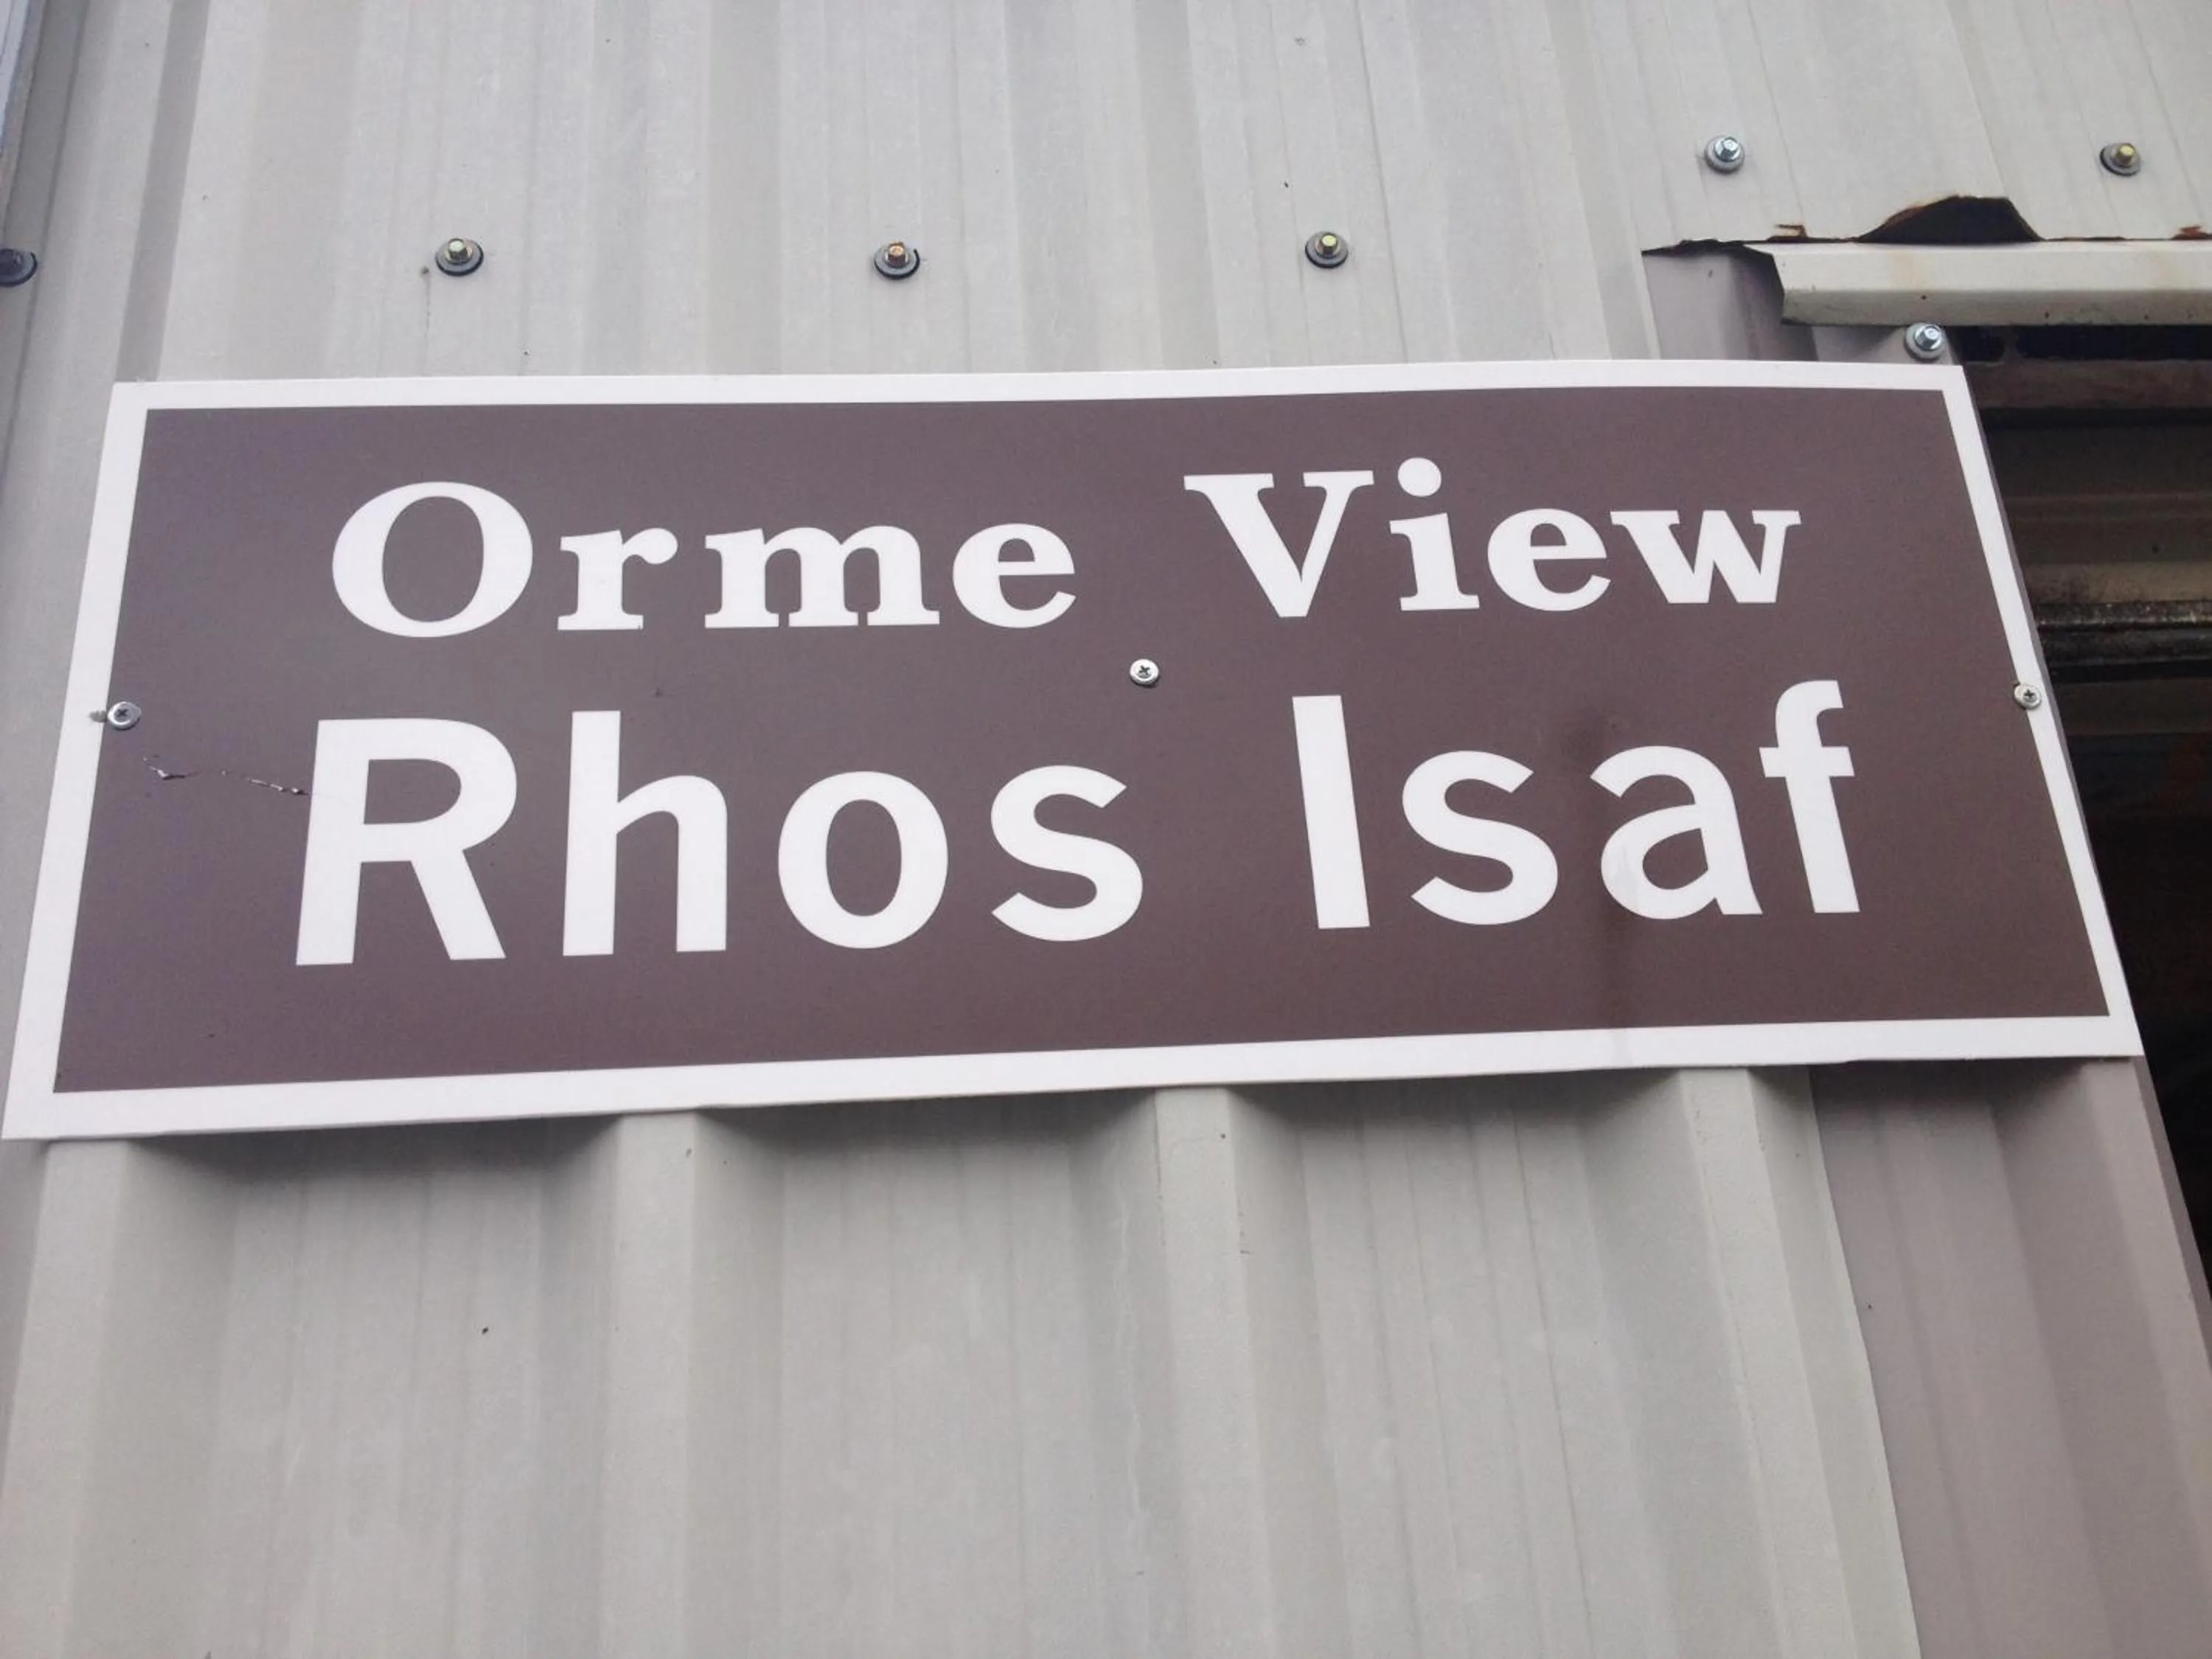 Orme View
Rhos Isaf